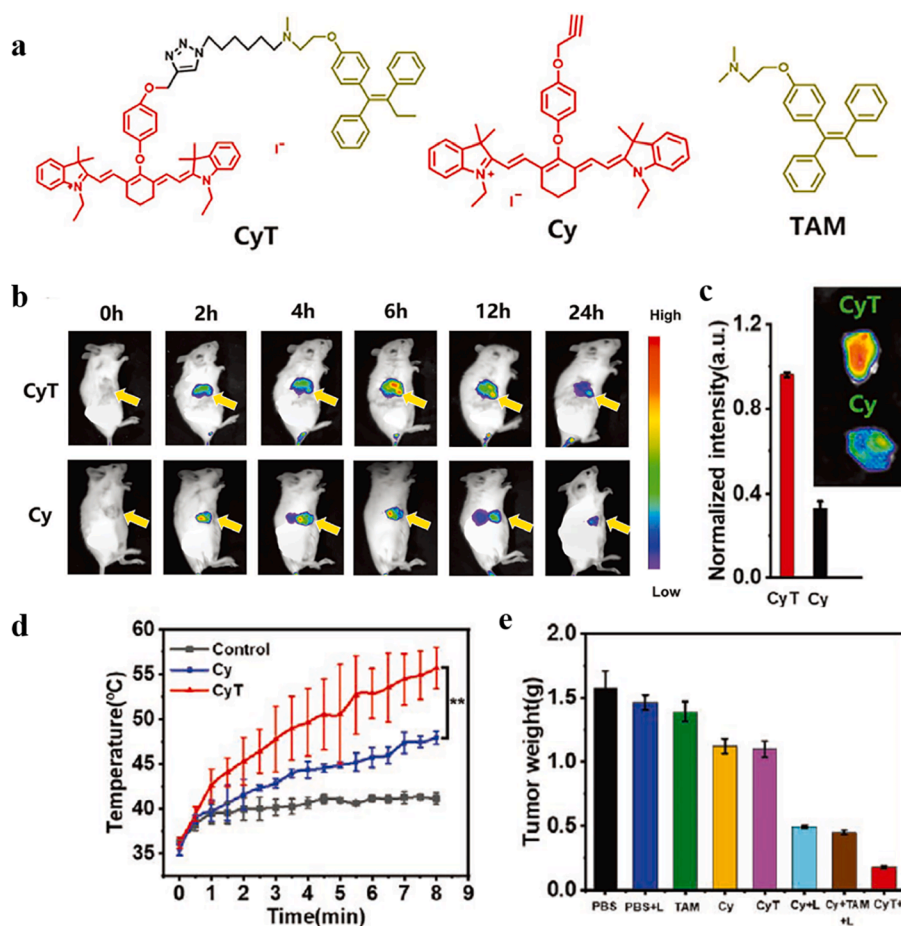 a
N
N
N
N
O
O
O
N
N
I⁻
CyT
O
O
N
N
I⁻
Cy
N
O
TAM
b
0h
2h
4h
6h
12h
24h
CyT
Cy
High
Low
c
Normalized intensity(a.u.)
1.2
0.8
0.4
0.0
CyT
Cy
CyT
Cy
d
Temperature(ºC)
60
55
50
45
40
35
Control
Cy
CyT
**
0 1 2 3 4 5 6 7 8 9
Time(min)
e
Tumor weight(g)
2.0
1.5
1.0
0.5
0.0
PBS PBS+L TAM Cy CyT Cy+L Cy+TAM CyT+
+L